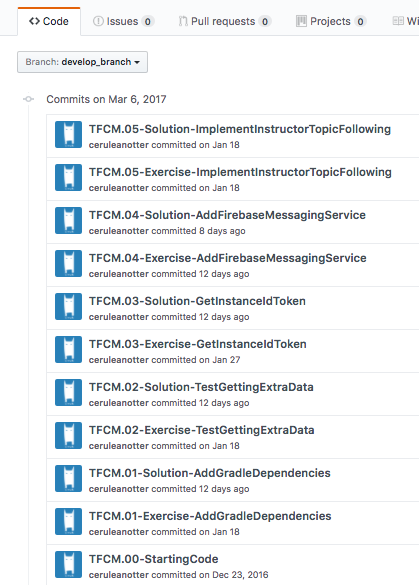 Code Issues 0 Pull requests 0 Projects 0 Wi
Branch: develop_branch
Commits on Mar 6, 2017
TFCM.05-Solution-ImplementInstructorTopicFollowing
ceruleanotter committed on Jan 18
TFCM.05-Exercise-ImplementInstructorTopicFollowing
ceruleanotter committed on Jan 18
TFCM.04-Solution-AddFirebaseMessagingService
ceruleanotter committed 8 days ago
TFCM.04-Exercise-AddFirebaseMessagingService
ceruleanotter committed 12 days ago
TFCM.03-Solution-GetInstanceIdToken
ceruleanotter committed 12 days ago
TFCM.03-Exercise-GetInstanceIdToken
ceruleanotter committed on Jan 27
TFCM.02-Solution-TestGettingExtraData
ceruleanotter committed 12 days ago
TFCM.02-Exercise-TestGettingExtraData
ceruleanotter committed on Jan 18
TFCM.01-Solution-AddGradleDependencies
ceruleanotter committed 12 days ago
TFCM.01-Exercise-AddGradleDependencies
ceruleanotter committed on Jan 18
TFCM.00-StartingCode
ceruleanotter committed on Dec 23, 2016